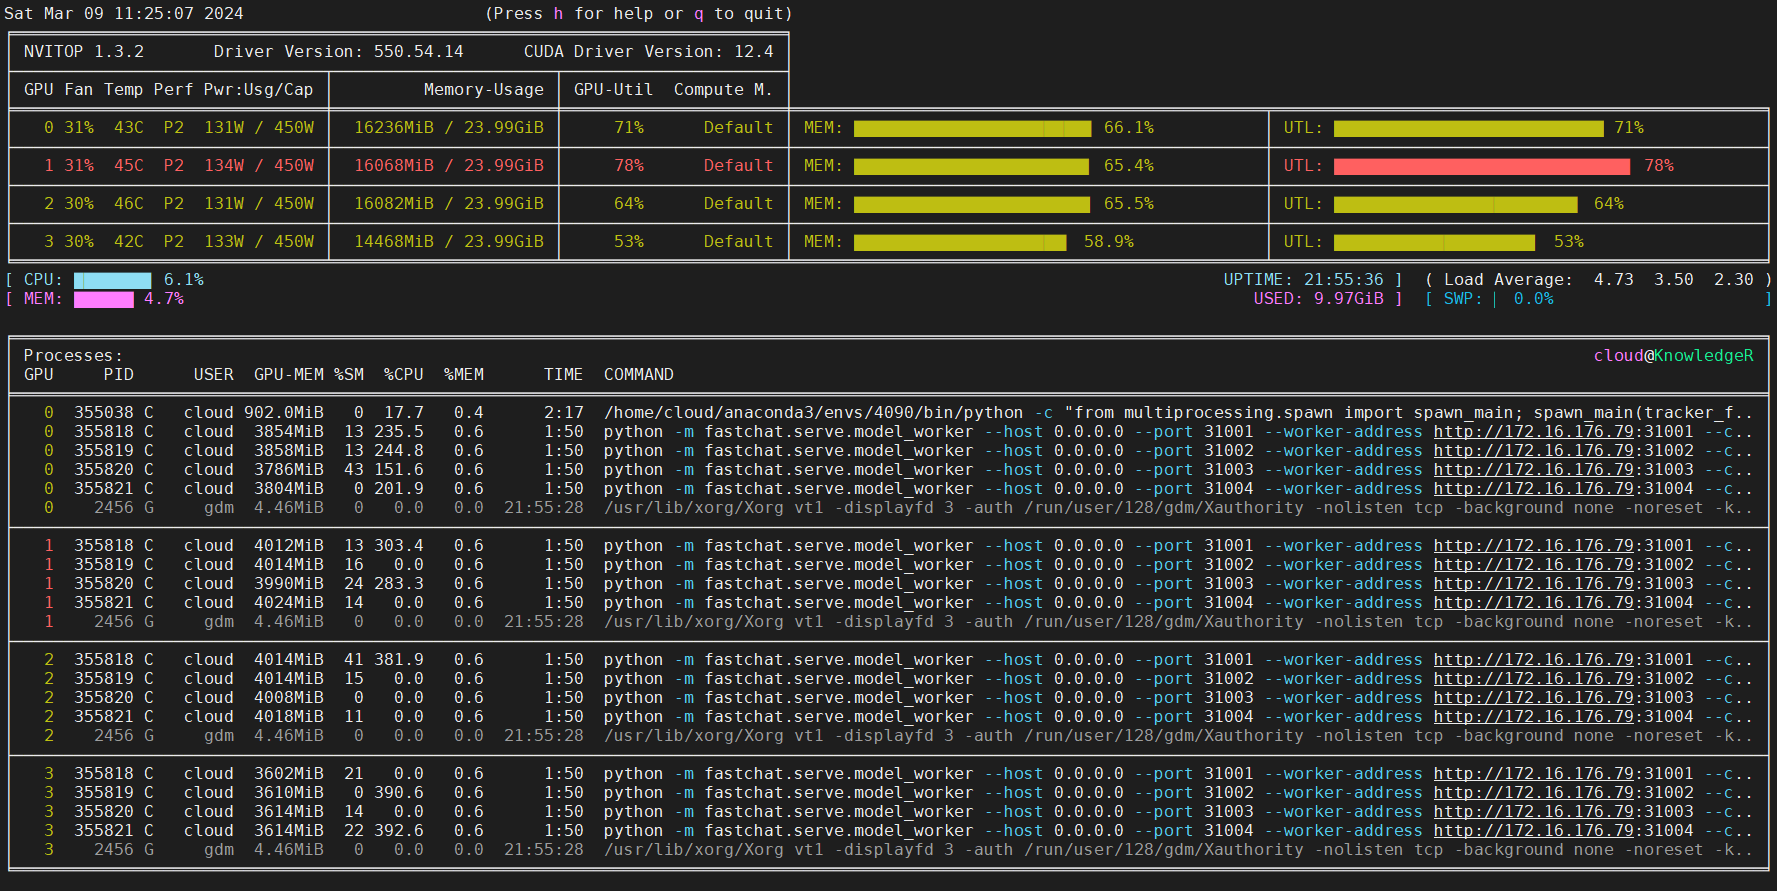 Sat Mar 09 11:25:07 2024 (Press h for help or q to quit)
NVITOP 1.3.2 Driver Version: 550.54.14 CUDA Driver Version: 12.4
GPU Fan Temp Perf Pwr:Usg/Cap Memory-Usage GPU-Util Compute M.
0 31% 43C P2 131W / 450W 16236MiB / 23.99GiB 71% Default MEM: 66.1% UTL: 71%
1 31% 45C P2 134W / 450W 16068MiB / 23.99GiB 78% Default MEM: 65.4% UTL: 78%
2 30% 46C P2 131W / 450W 16082MiB / 23.99GiB 64% Default MEM: 65.5% UTL: 64%
3 30% 42C P2 133W / 450W 14468MiB / 23.99GiB 53% Default MEM: 58.9% UTL: 53%
[ CPU: 6.1% UPTIME: 21:55:36 ] ( Load Average: 4.73 3.50 2.30 )
[ MEM: 4.7% USED: 9.97GiB ] [ SWP: 0.0% ]
Processes: cloud@KnowledgeR
GPU PID USER GPU-MEM %SM %CPU %MEM TIME COMMAND
0 355038 C cloud 902.0MiB 0 17.7 0.4 2:17 /home/cloud/anaconda3/envs/4090/bin/python -c "from multiprocessing.spawn import spawn_main; spawn_main(tracker_f..
0 355818 C cloud 3854MiB 13 235.5 0.6 1:50 python -m fastchat.serve.model_worker --host 0.0.0.0 --port 31001 --worker-address http://172.16.176.79:31001 --c..
0 355819 C cloud 3858MiB 13 244.8 0.6 1:50 python -m fastchat.serve.model_worker --host 0.0.0.0 --port 31002 --worker-address http://172.16.176.79:31002 --c..
0 355820 C cloud 3786MiB 43 151.6 0.6 1:50 python -m fastchat.serve.model_worker --host 0.0.0.0 --port 31003 --worker-address http://172.16.176.79:31003 --c..
0 355821 C cloud 3804MiB 0 201.9 0.6 1:50 python -m fastchat.serve.model_worker --host 0.0.0.0 --port 31004 --worker-address http://172.16.176.79:31004 --c..
0 2456 G gdm 4.46MiB 0 0.0 0.0 21:55:28 /usr/lib/xorg/Xorg vt1 -displayfd 3 -auth /run/user/128/gdm/Xauthority -nolisten tcp -background none -noreset -k..
1 355818 C cloud 4012MiB 13 303.4 0.6 1:50 python -m fastchat.serve.model_worker --host 0.0.0.0 --port 31001 --worker-address http://172.16.176.79:31001 --c..
1 355819 C cloud 4014MiB 16 0.0 0.6 1:50 python -m fastchat.serve.model_worker --host 0.0.0.0 --port 31002 --worker-address http://172.16.176.79:31002 --c..
1 355820 C cloud 3990MiB 24 283.3 0.6 1:50 python -m fastchat.serve.model_worker --host 0.0.0.0 --port 31003 --worker-address http://172.16.176.79:31003 --c..
1 355821 C cloud 4024MiB 14 0.0 0.6 1:50 python -m fastchat.serve.model_worker --host 0.0.0.0 --port 31004 --worker-address http://172.16.176.79:31004 --c..
1 2456 G gdm 4.46MiB 0 0.0 0.0 21:55:28 /usr/lib/xorg/Xorg vt1 -displayfd 3 -auth /run/user/128/gdm/Xauthority -nolisten tcp -background none -noreset -k..
2 355818 C cloud 4014MiB 41 381.9 0.6 1:50 python -m fastchat.serve.model_worker --host 0.0.0.0 --port 31001 --worker-address http://172.16.176.79:31001 --c..
2 355819 C cloud 4014MiB 15 0.0 0.6 1:50 python -m fastchat.serve.model_worker --host 0.0.0.0 --port 31002 --worker-address http://172.16.176.79:31002 --c..
2 355820 C cloud 4008MiB 0 0.0 0.6 1:50 python -m fastchat.serve.model_worker --host 0.0.0.0 --port 31003 --worker-address http://172.16.176.79:31003 --c..
2 355821 C cloud 4018MiB 11 0.0 0.6 1:50 python -m fastchat.serve.model_worker --host 0.0.0.0 --port 31004 --worker-address http://172.16.176.79:31004 --c..
2 2456 G gdm 4.46MiB 0 0.0 0.0 21:55:28 /usr/lib/xorg/Xorg vt1 -displayfd 3 -auth /run/user/128/gdm/Xauthority -nolisten tcp -background none -noreset -k..
3 355818 C cloud 3602MiB 21 0.0 0.6 1:50 python -m fastchat.serve.model_worker --host 0.0.0.0 --port 31001 --worker-address http://172.16.176.79:31001 --c..
3 355819 C cloud 3610MiB 0 390.6 0.6 1:50 python -m fastchat.serve.model_worker --host 0.0.0.0 --port 31002 --worker-address http://172.16.176.79:31002 --c..
3 355820 C cloud 3614MiB 14 0.0 0.6 1:50 python -m fastchat.serve.model_worker --host 0.0.0.0 --port 31003 --worker-address http://172.16.176.79:31003 --c..
3 355821 C cloud 3614MiB 22 392.6 0.6 1:50 python -m fastchat.serve.model_worker --host 0.0.0.0 --port 31004 --worker-address http://172.16.176.79:31004 --c..
3 2456 G gdm 4.46MiB 0 0.0 0.0 21:55:28 /usr/lib/xorg/Xorg vt1 -displayfd 3 -auth /run/user/128/gdm/Xauthority -nolisten tcp -background none -noreset -k..